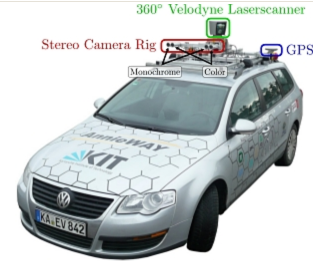 360° Velodyne Laserscanner
Stereo Camera Rig
GPS
Monochrome
Color
AnnieWAY
KIT
KA EV 842